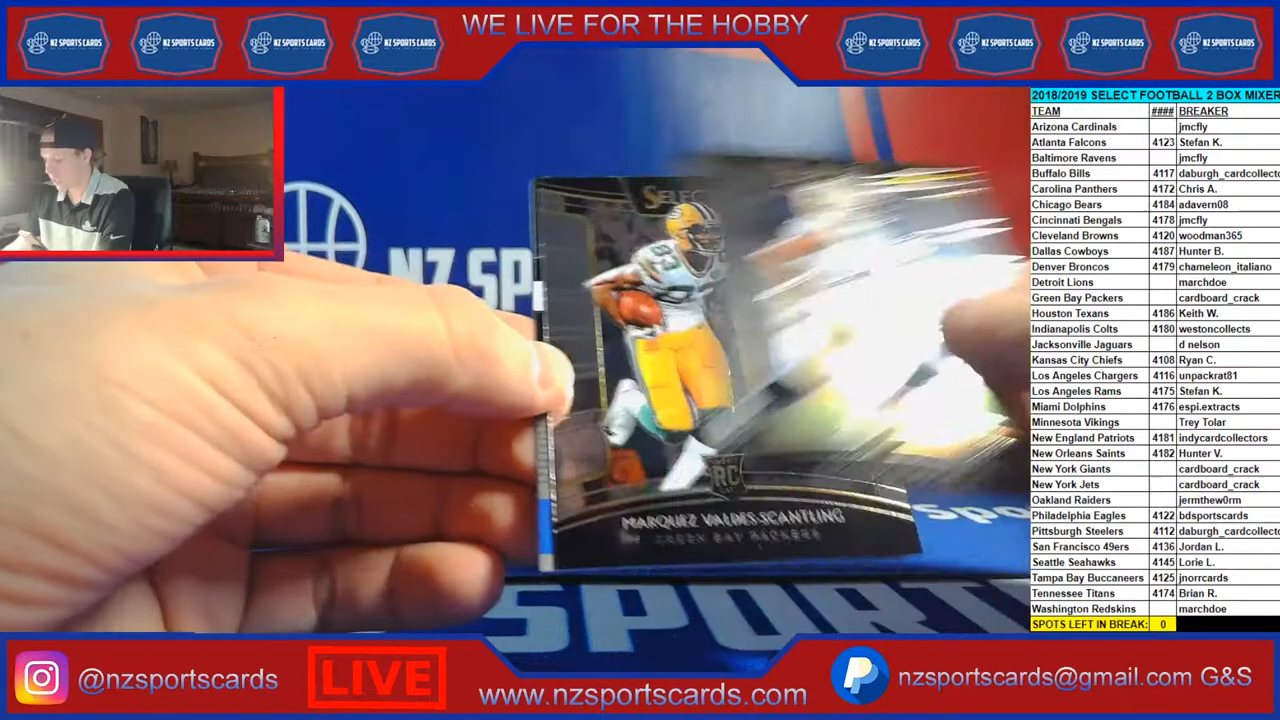 WE LIVE FOR THE HOBBY
NZ SPORTS CARDS
NZ SPORTS CARDS
NZ SPORTS CARDS
NZ SPORTS CARDS
NZ SPORTS CARDS
NZ SPORTS CARDS
NZ SPORTS CARDS
NZ SPORTS CARDS
2018/2019 SELECT FOOTBALL 2 BOX MIXER
TEAM #### BREAKER
Arizona Cardinals jmcfly
Atlanta Falcons 4123 Stefan K.
Baltimore Ravens jmcfly
Buffalo Bills 4117 daburgh_cardcollecto
Carolina Panthers 4172 Chris A.
Chicago Bears 4184 adavern08
Cincinnati Bengals 4178 jmcfly
Cleveland Browns 4120 woodman365
Dallas Cowboys 4187 Hunter B.
Denver Broncos 4179 chameleon_italiano
Detroit Lions marchdoe
Green Bay Packers cardboard_crack
Houston Texans 4186 Keith W.
Indianapolis Colts 4180 westoncollects
Jacksonville Jaguars d nelson
Kansas City Chiefs 4108 Ryan C.
Los Angeles Chargers 4116 unpackrat81
Los Angeles Rams 4175 Stefan K.
Miami Dolphins 4176 espi.extracts
Minnesota Vikings Trey Tolar
New England Patriots 4181 indycardcollectors
New Orleans Saints 4182 Hunter V.
New York Giants cardboard_crack
New York Jets cardboard_crack
Oakland Raiders jermthew0rm
Philadelphia Eagles 4122 bdsportscards
Pittsburgh Steelers 4112 daburgh_cardcollecto
San Francisco 49ers 4136 Jordan L.
Seattle Seahawks 4145 Lorie L.
Tampa Bay Buccaneers 4125 jnorrcards
Tennessee Titans 4174 Brian R.
Washington Redskins marchdoe
SPOTS LEFT IN BREAK: 0
NZ SP
SELEC
83
RC
MARQUEZ VALDES-SCANTLING
GREEN BAY PACKERS
Spo
SPORT
@nzsportscards
LIVE
www.nzsportscards.com
nzsportscards@gmail.com G&S